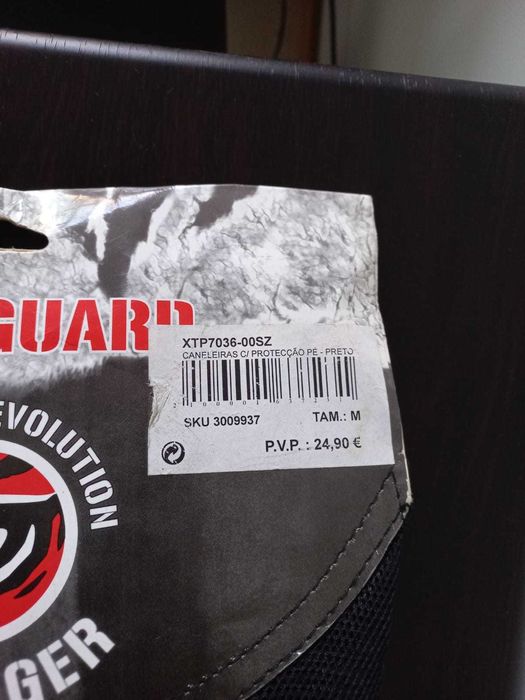 GUARD
XTP7036-00SZ
CANELEIRAS C/ PROTECÇÃO PÉ - PRETO
SKU 3009937 TAM.: M
P.V.P. : 24,90 €
EVOLUTION
GER